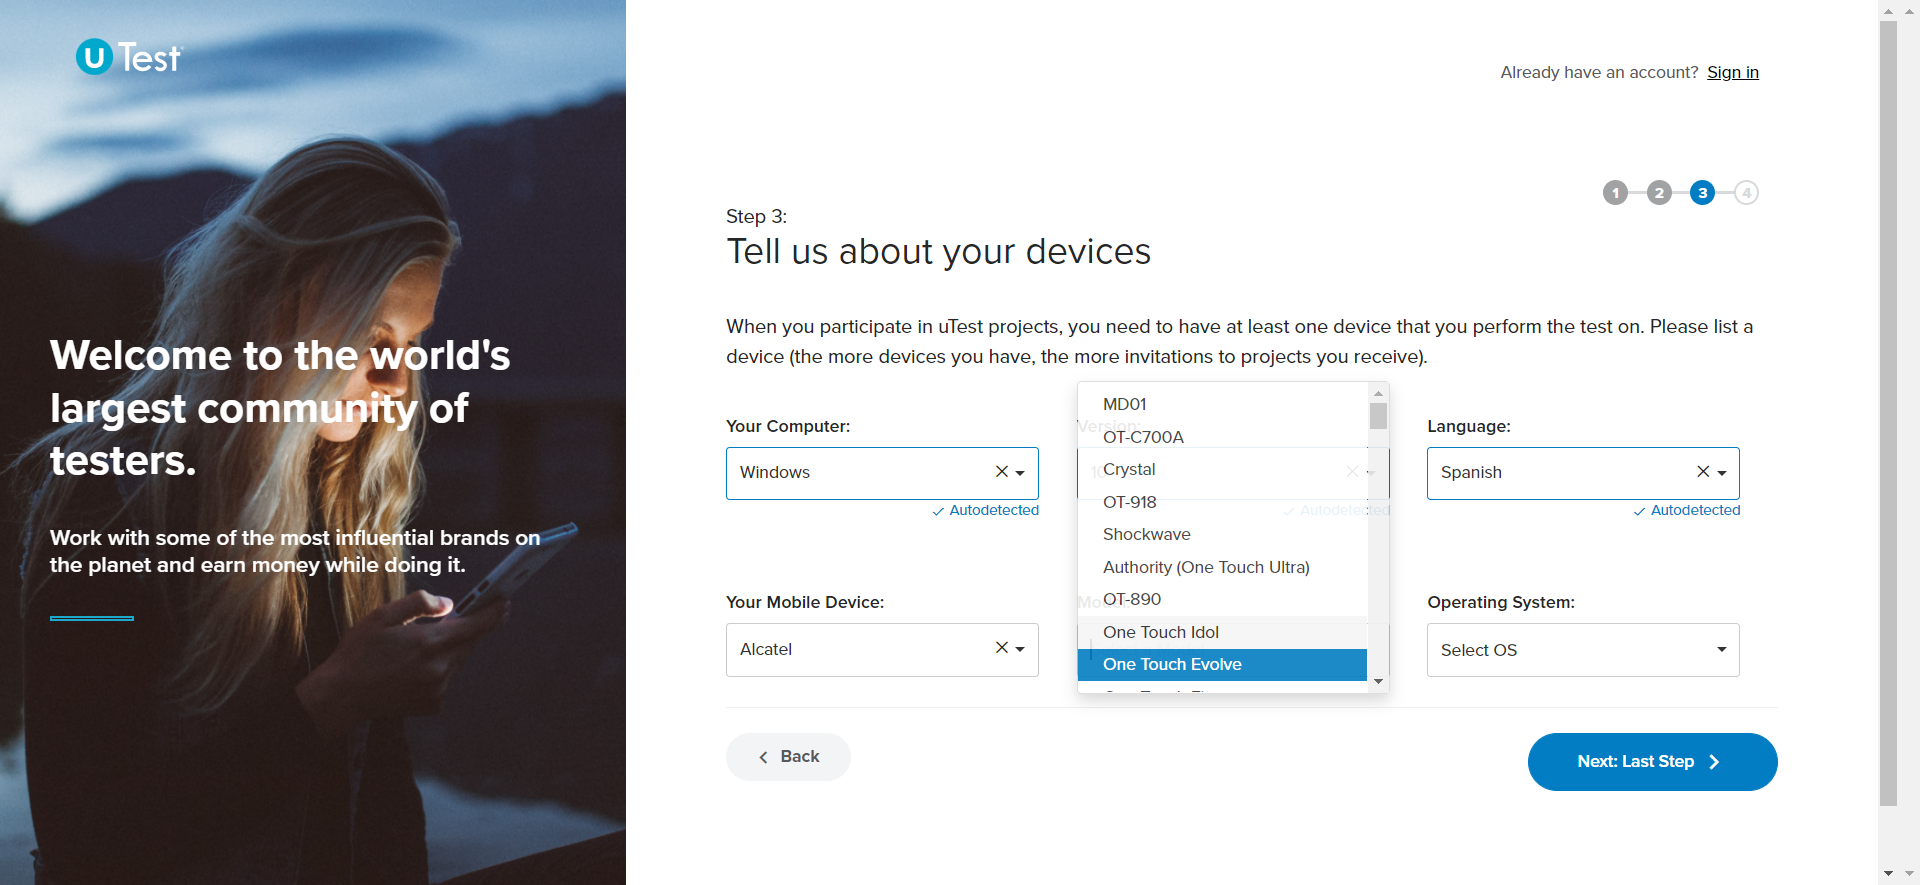 U Test
Already have an account? Sign in
1 2 3 4
Step 3:
Tell us about your devices
When you participate in uTest projects, you need to have at least one device that you perform the test on. Please list a
device (the more devices you have, the more invitations to projects you receive).
Welcome to the world's
largest community of
testers.
Work with some of the most influential brands on
the planet and earn money while doing it.
Your Computer:
Windows
Autodetected
Version:
10
Autodetected
Language:
Spanish
Autodetected
MD01
OT-C700A
Crystal
OT-918
Shockwave
Authority (One Touch Ultra)
OT-890
One Touch Idol
One Touch Evolve
Your Mobile Device:
Alcatel
Model:
Operating System:
Select OS
Back
Next: Last Step